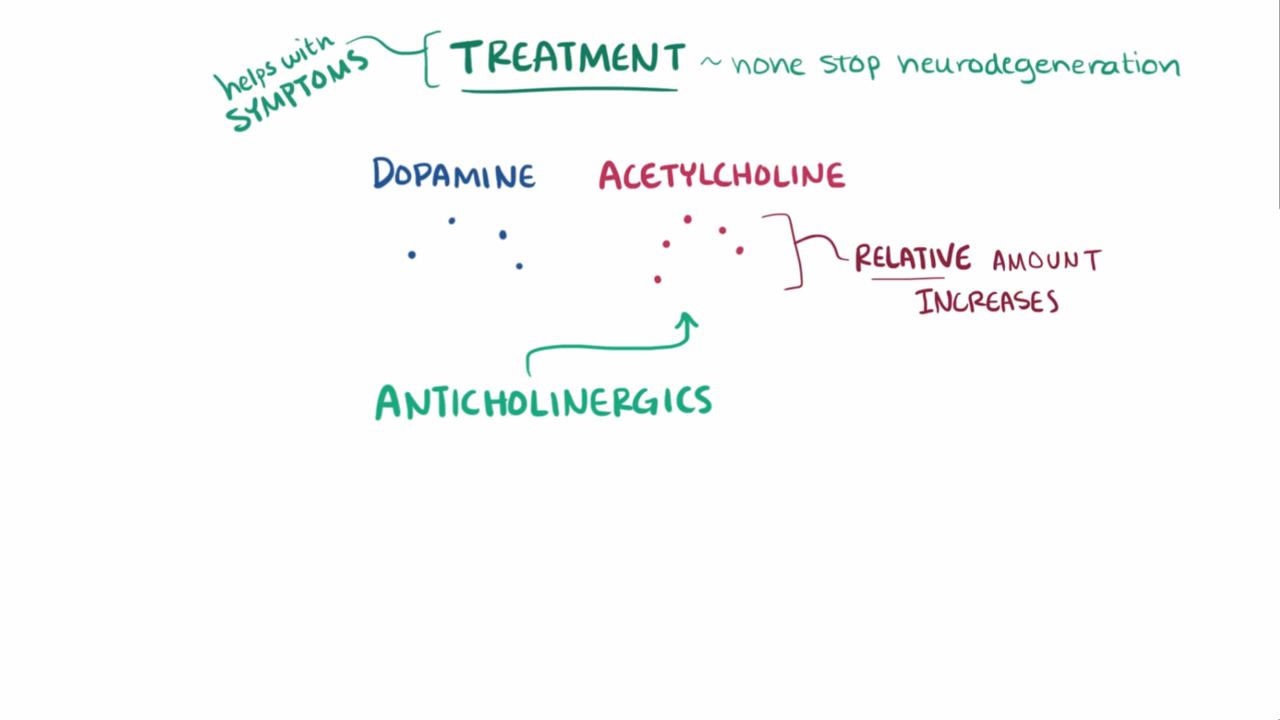 helps with
SYMPTOMS
TREATMENT ~ none stop neurodegeneration
DOPAMINE ACETYLCHOLINE
RELATIVE AMOUNT
INCREASES
ANTICHOLINERGICS